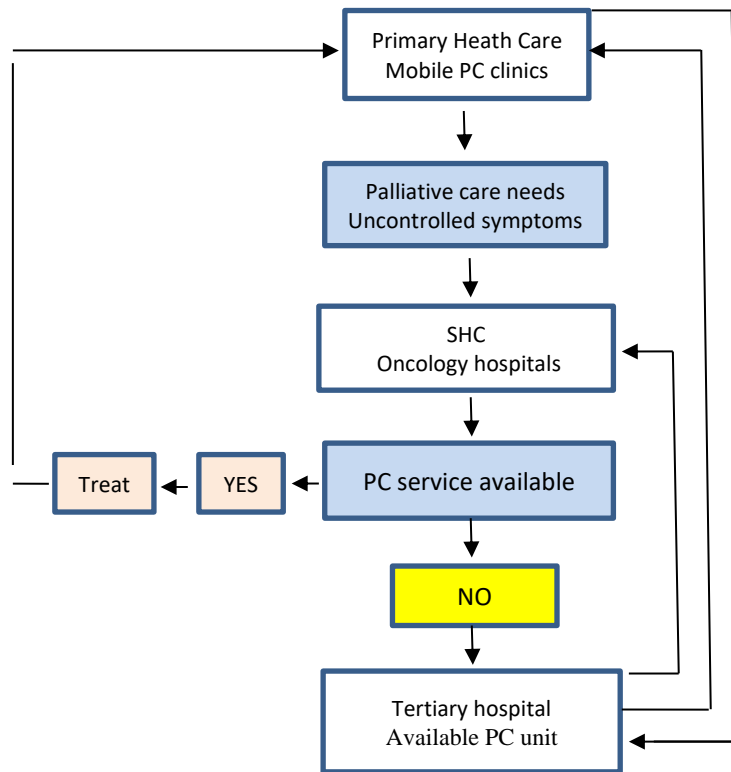 Primary Heath Care
Mobile PC clinics
Palliative care needs
Uncontrolled symptoms
SHC
Oncology hospitals
Treat
YES
PC service available
NO
Tertiary hospital
Available PC unit